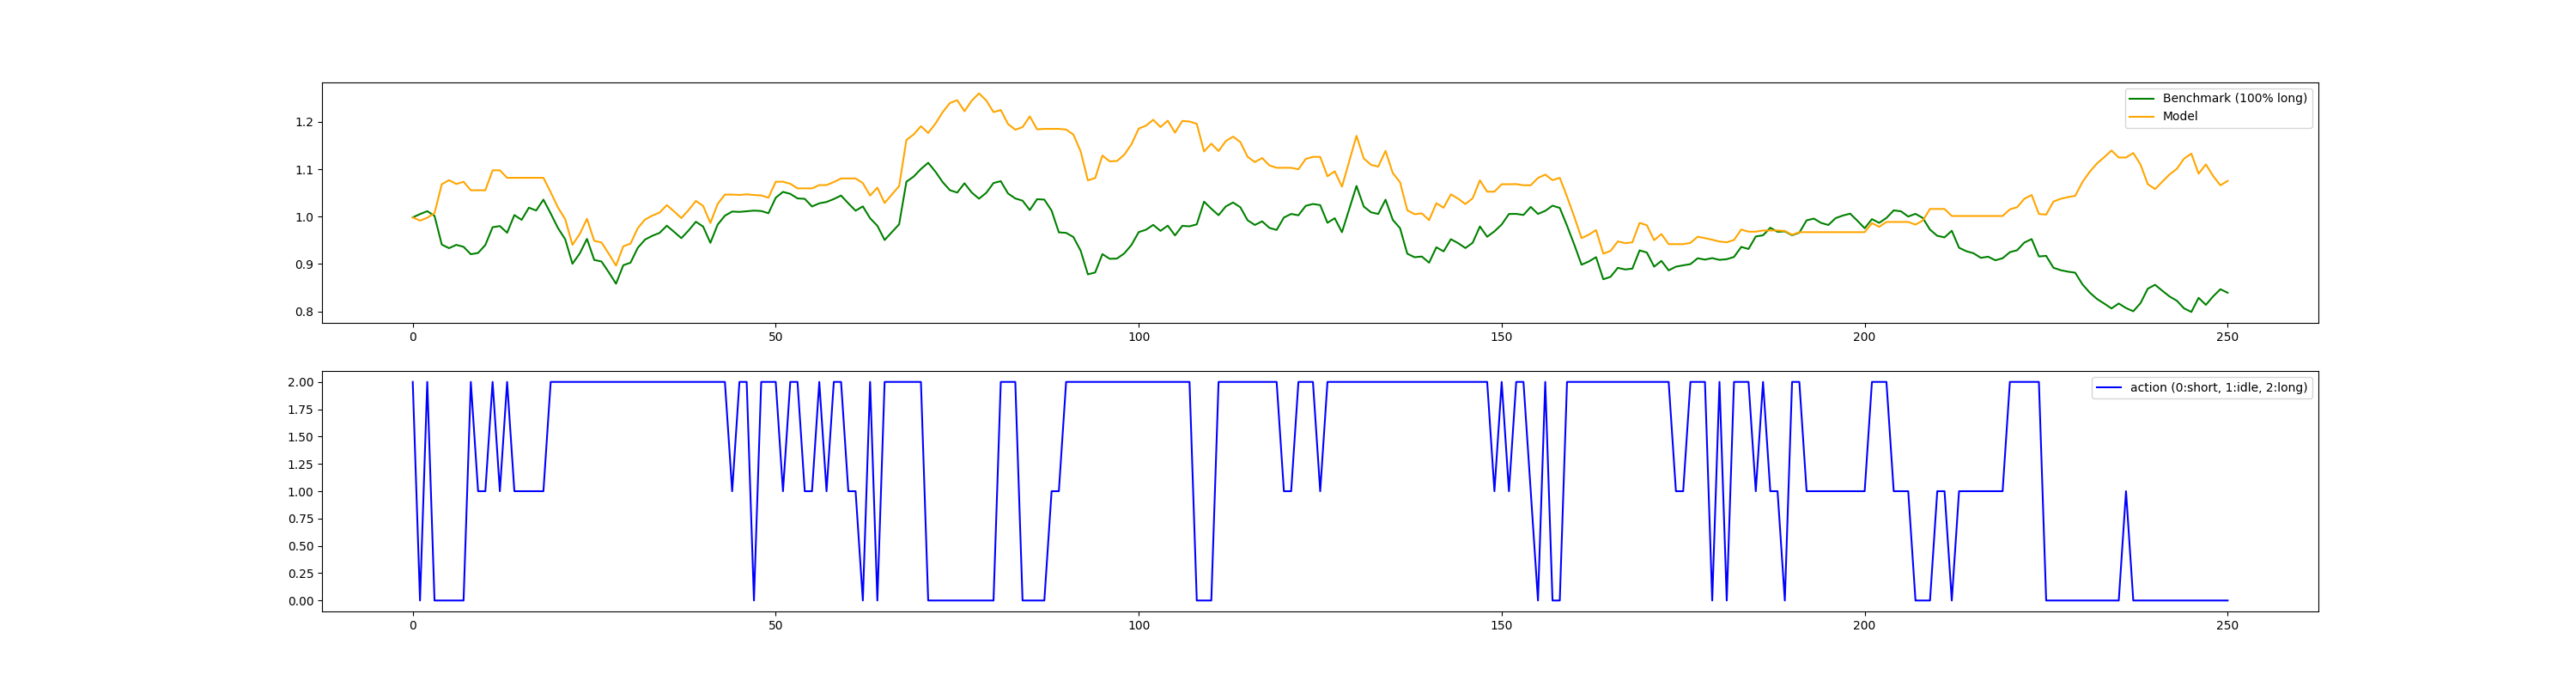 Benchmark (100% long)
Model
1.2
1.1
1.0
0.9
0.8
0 50 100 150 200 250
action (0:short, 1:idle, 2:long)
2.00
1.75
1.50
1.25
1.00
0.75
0.50
0.25
0.00
0 50 100 150 200 250